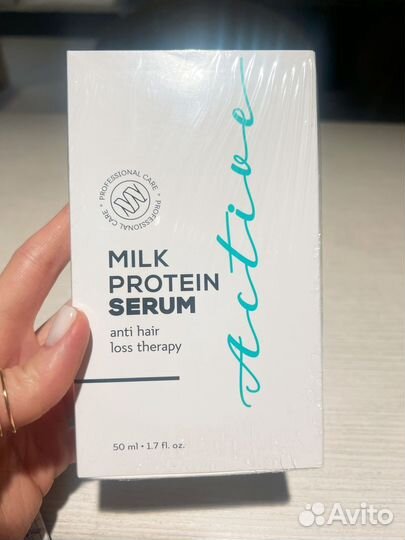 PROFESSIONAL CARE • PROFESSIONAL CARE •
Active
MILK
PROTEIN
SERUM
anti hair
loss therapy
50 ml • 1.7 fl. oz.
Avito